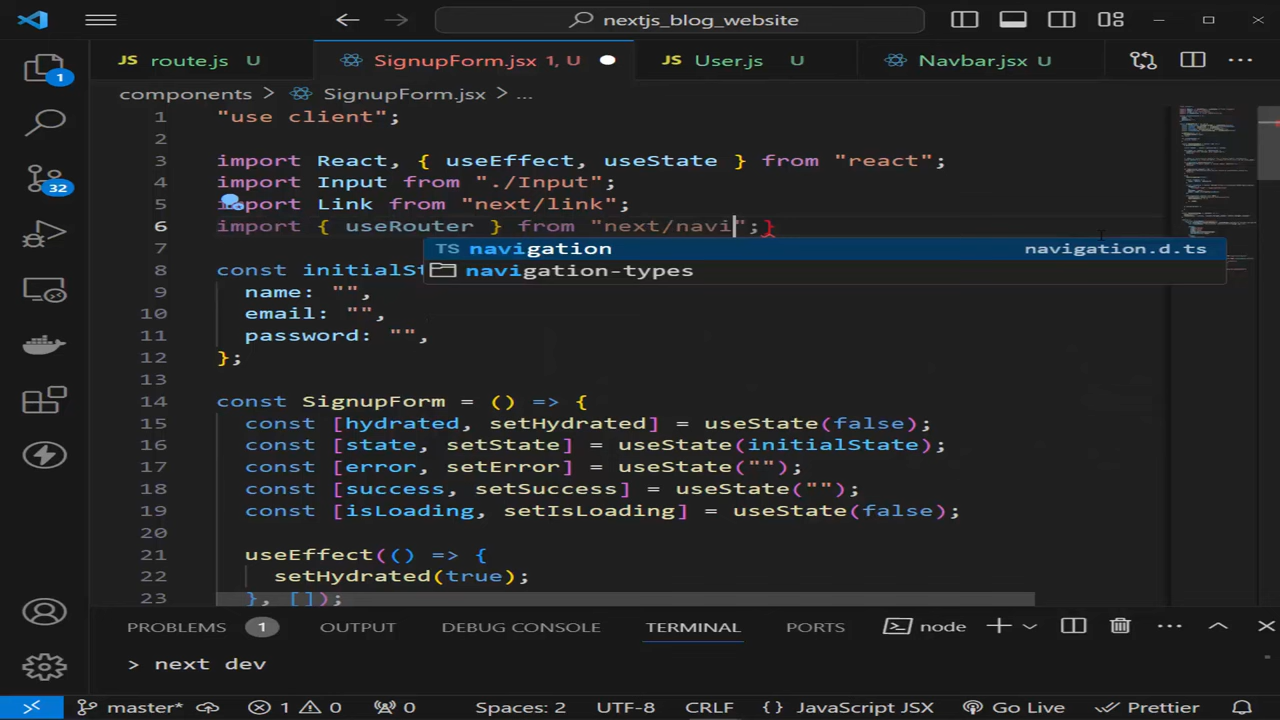 nextjs_blog_website
JS route.js U
SignupForm.jsx 1, U
JS User.js U
Navbar.jsx U
components > SignupForm.jsx > ...
1 "use client";
2
3 import React, { useEffect, useState } from "react";
4 import Input from "./Input";
5 import Link from "next/link";
6 import { useRouter } from "next/navi";}
TS navigation navigation.d.ts
navigation-types
7
8 const initialSt
9 name: "",
10 email: "",
11 password: "",
12 };
13
14 const SignupForm = () => {
15 const [hydrated, setHydrated] = useState(false);
16 const [state, setState] = useState(initialState);
17 const [error, setError] = useState("");
18 const [success, setSuccess] = useState("");
19 const [isLoading, setIsLoading] = useState(false);
20
21 useEffect(() => {
22 setHydrated(true);
23 }, []);
1
32
PROBLEMS 1 OUTPUT DEBUG CONSOLE TERMINAL PORTS node
> next dev
master* 1 0 0 Spaces: 2 UTF-8 CRLF {} JavaScript JSX Go Live Prettier